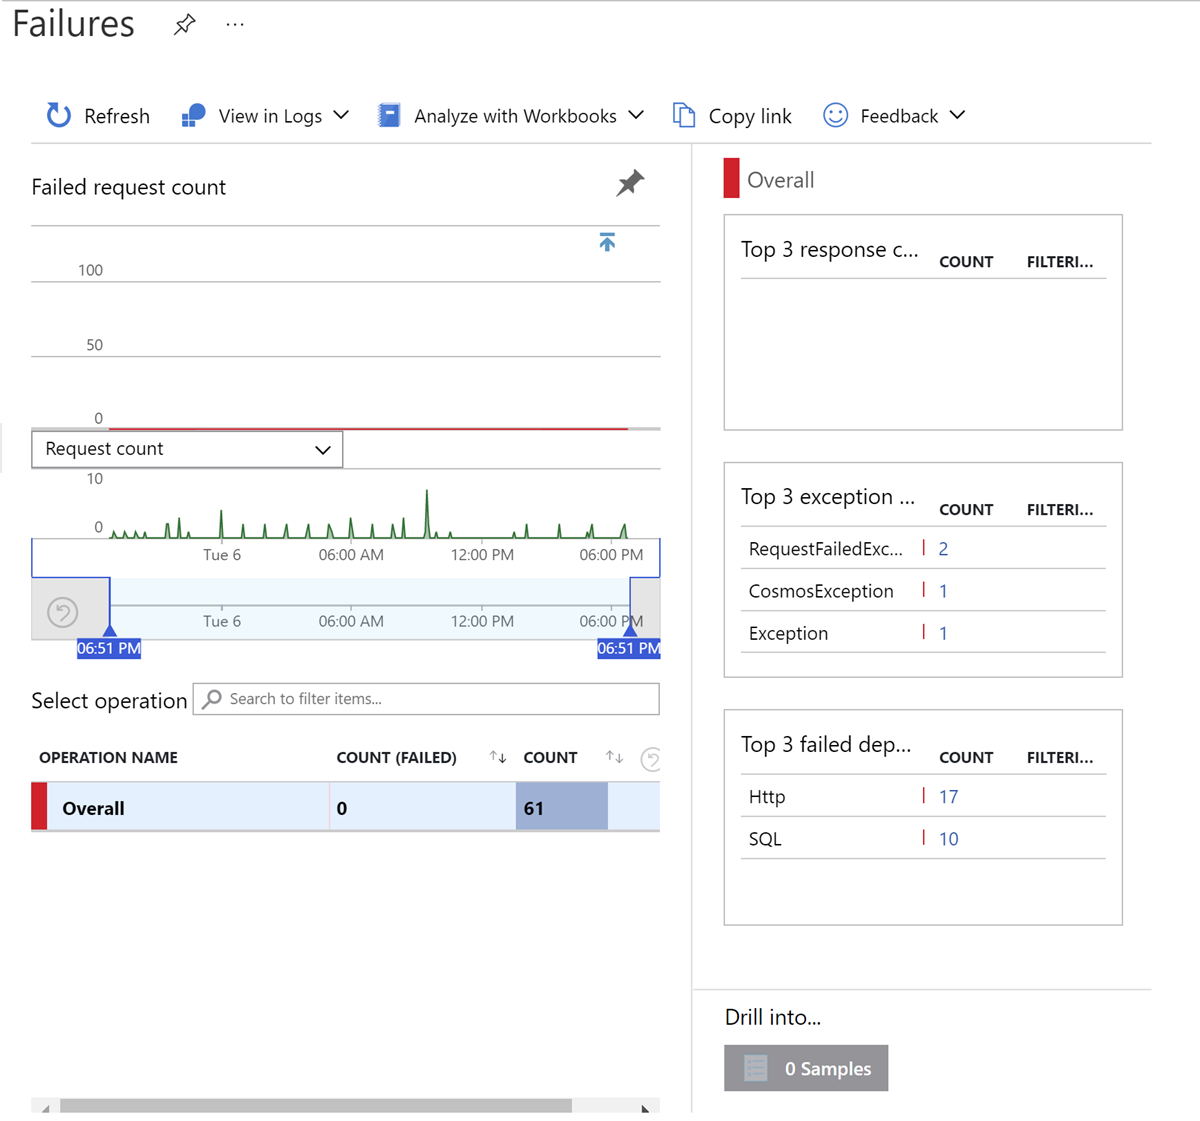 Failures
...
Refresh View in Logs Analyze with Workbooks Copy link Feedback
Failed request count
100
50
0
Request count
10
0
Tue 6 06:00 AM 12:00 PM 06:00 PM
Tue 6 06:00 AM 12:00 PM 06:00 PM
06:51 PM 06:51 PM
Select operation Search to filter items...
OPERATION NAME COUNT (FAILED) COUNT
Overall 0 61
Overall
Top 3 response c... COUNT FILTERI...
Top 3 exception ... COUNT FILTERI...
RequestFailedExc... 2
CosmosException 1
Exception 1
Top 3 failed dep... COUNT FILTERI...
Http 17
SQL 10
Drill into...
0 Samples